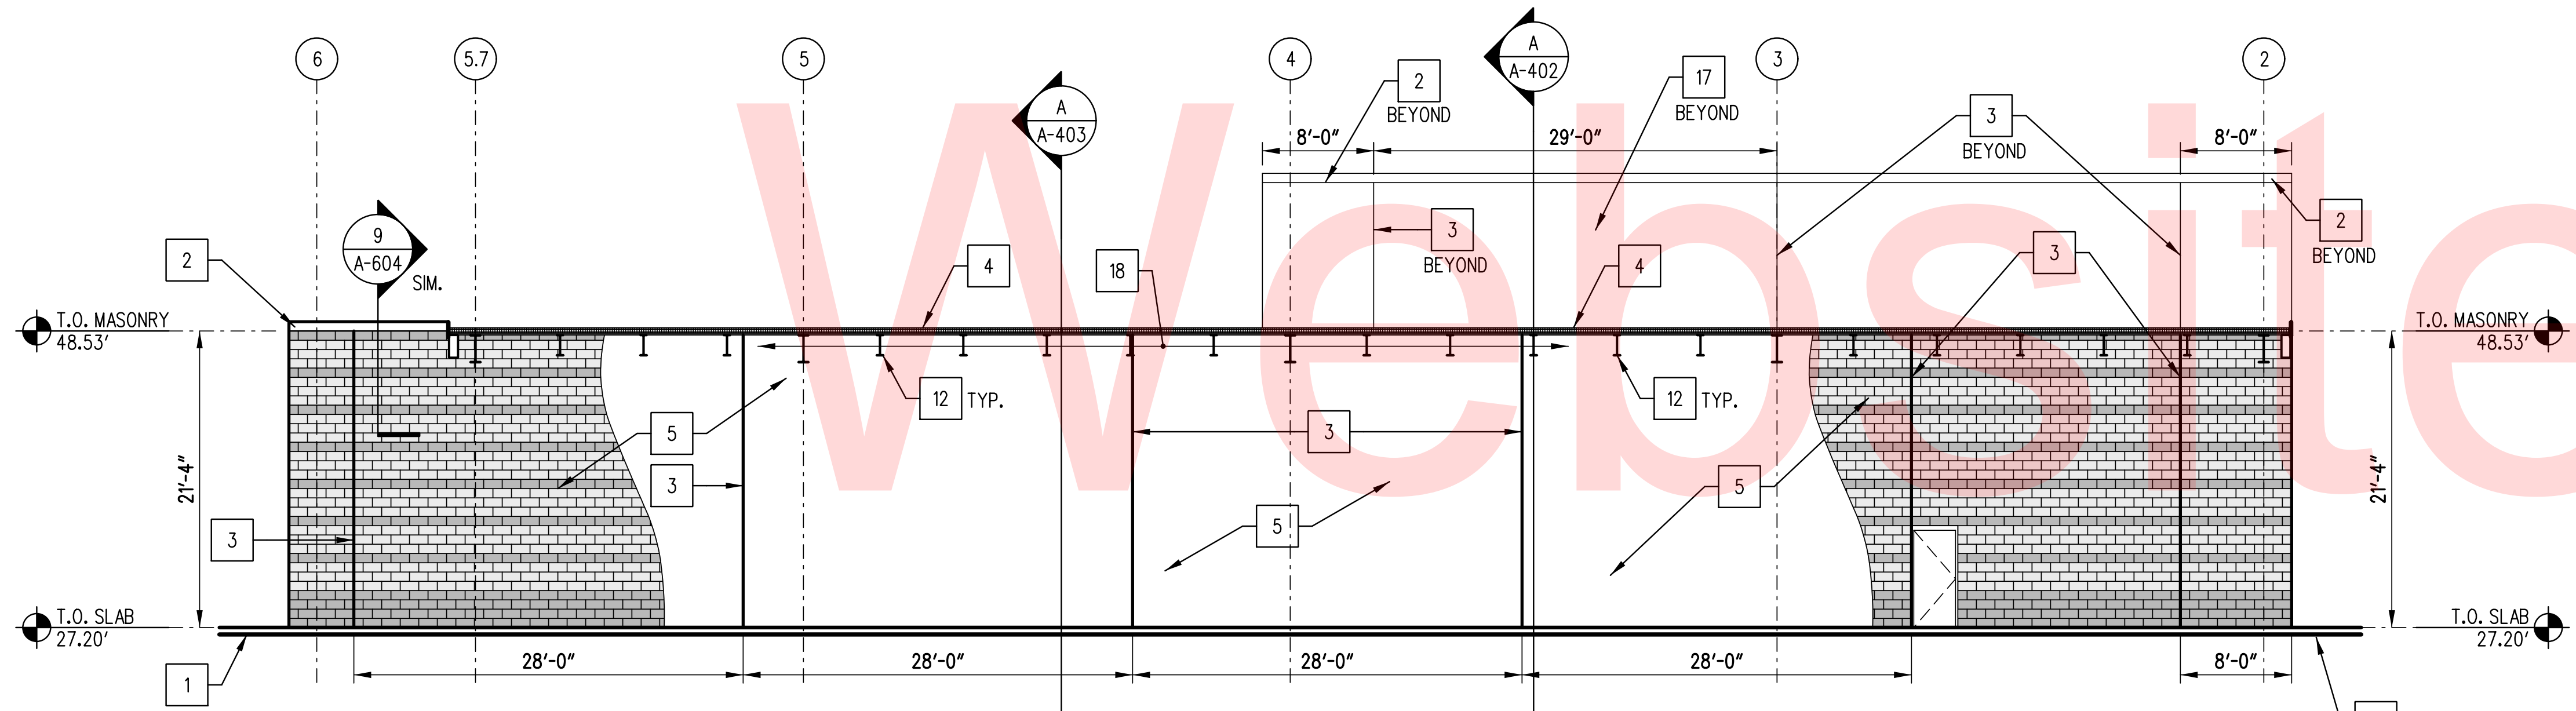 6
5.7
5
4
3
2
A
A-402
A
A-403
2
BEYOND
17
BEYOND
3
BEYOND
8'-0"
29'-0"
8'-0"
9
A-604
SIM.
2
4
18
3
BEYOND
4
3
2
BEYOND
T.O. MASONRY
48.53'
T.O. MASONRY
48.53'
12 TYP.
12 TYP.
5
3
3
5
5
21'-4"
21'-4"
3
T.O. SLAB
27.20'
T.O. SLAB
27.20'
1
28'-0"
28'-0"
28'-0"
28'-0"
8'-0"
Website